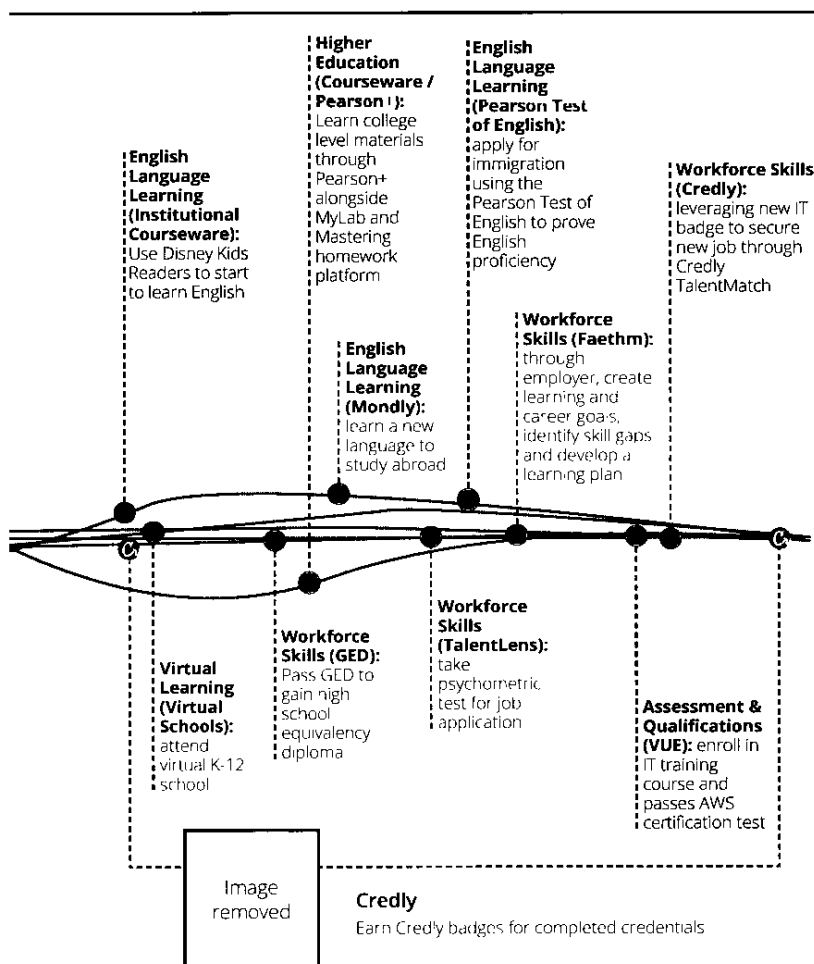 English
Language
Learning
(Institutional
Courseware):
Use Disney Kids
Readers to start
to learn English
Higher
Education
(Courseware /
Pearson+):
Learn college
level materials
through
Pearson+
alongside
MyLab and
Mastering
homework
platform
English
Language
Learning
(Mondly):
learn a new
language to
study abroad
English
Language
Learning
(Pearson Test
of English):
apply for
immigration
using the
Pearson Test of
English to prove
English
proficiency
Workforce
Skills (Faethm):
through
employer, create
learning and
career goals,
identify skill gaps
and develop a
learning plan
Workforce Skills
(Credly):
leveraging new IT
badge to secure
new job through
Credly
TalentMatch
C
C
Virtual
Learning
(Virtual
Schools):
attend
virtual K-12
school
Workforce
Skills (GED):
Pass GED to
gain high
school
equivalency
diploma
Workforce
Skills
(TalentLens):
take
psychometric
test for job
application
Assessment &
Qualifications
(VUE): enroll in
IT training
course and
passes AWS
certification test
Image
removed
Credly
Earn Credly badges for completed credentials